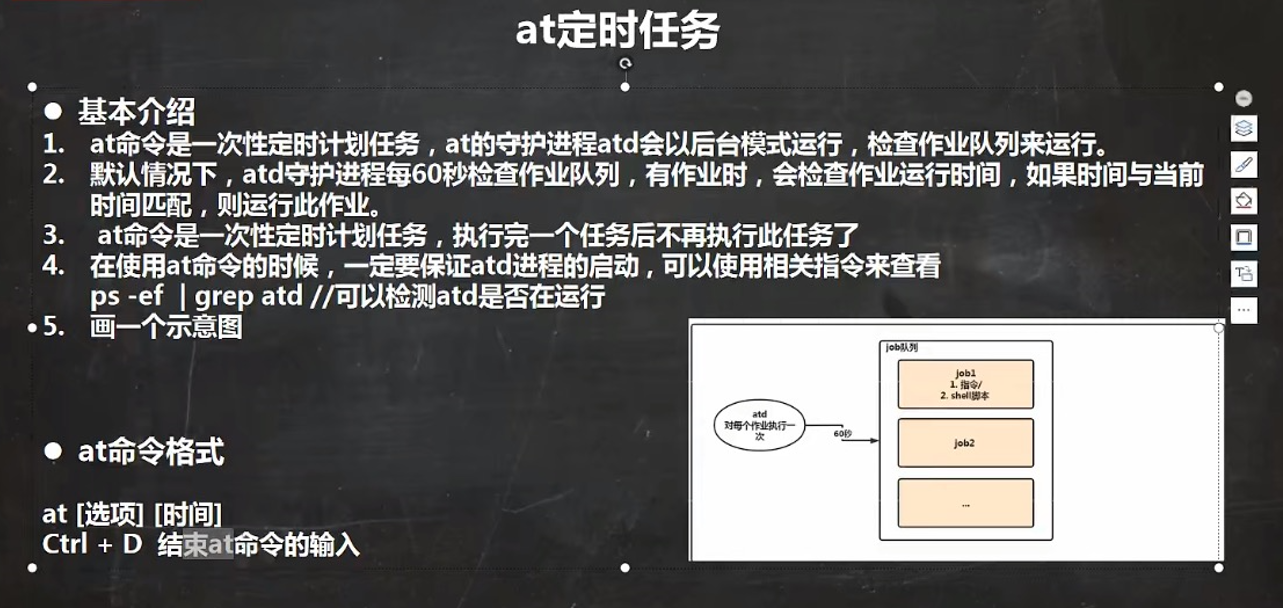 at定时任务
● 基本介绍
1. at命令是一次性定时计划任务，at的守护进程atd会以后台模式运行，检查作业队列来运行。
2. 默认情况下，atd守护进程每60秒检查作业队列，有作业时，会检查作业运行时间，如果时间与当前
时间匹配，则运行此作业。
3. at命令是一次性定时计划任务，执行完一个任务后不再执行此任务了
4. 在使用at命令的时候，一定要保证atd进程的启动，可以使用相关指令来查看
ps -ef | grep atd //可以检测atd是否在运行
5. 画一个示意图
job队列
job1
1. 指令/
2. shell脚本
atd
对每个作业执行一
次
60秒
job2
...
● at命令格式
at [选项] [时间]
Ctrl + D 结束at命令的输入